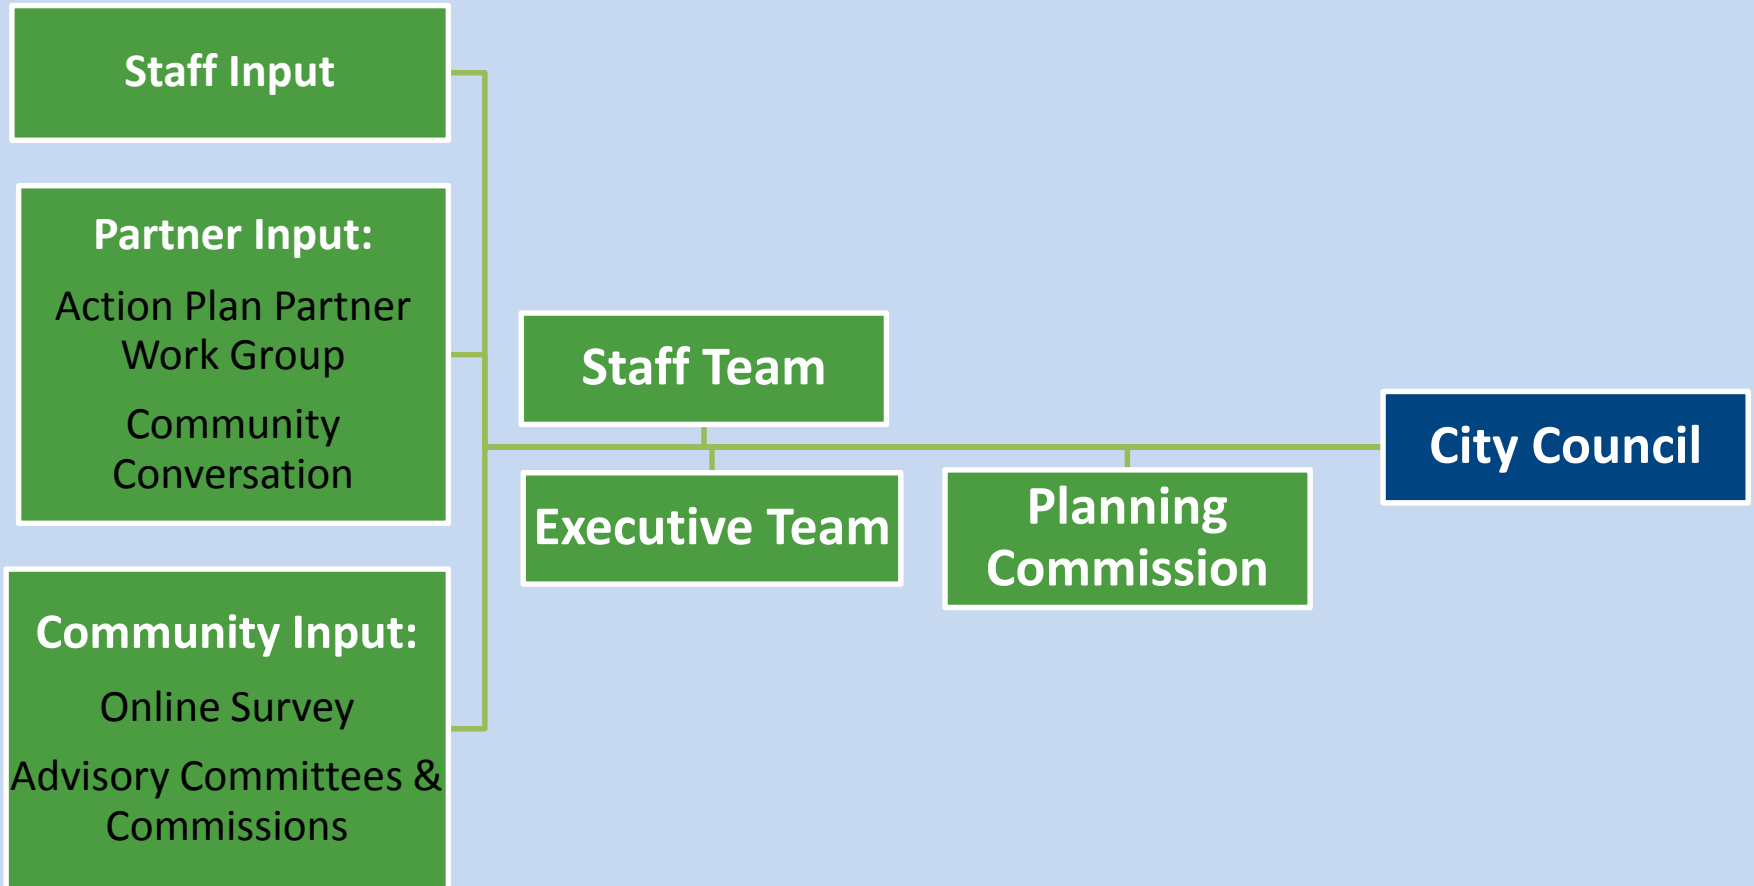 Staff Input
Partner Input:
Action Plan Partner
Work Group
Community
Conversation
Community Input:
Online Survey
Advisory Committees &
Commissions
Staff Team
Executive Team
Planning
Commission
City Council